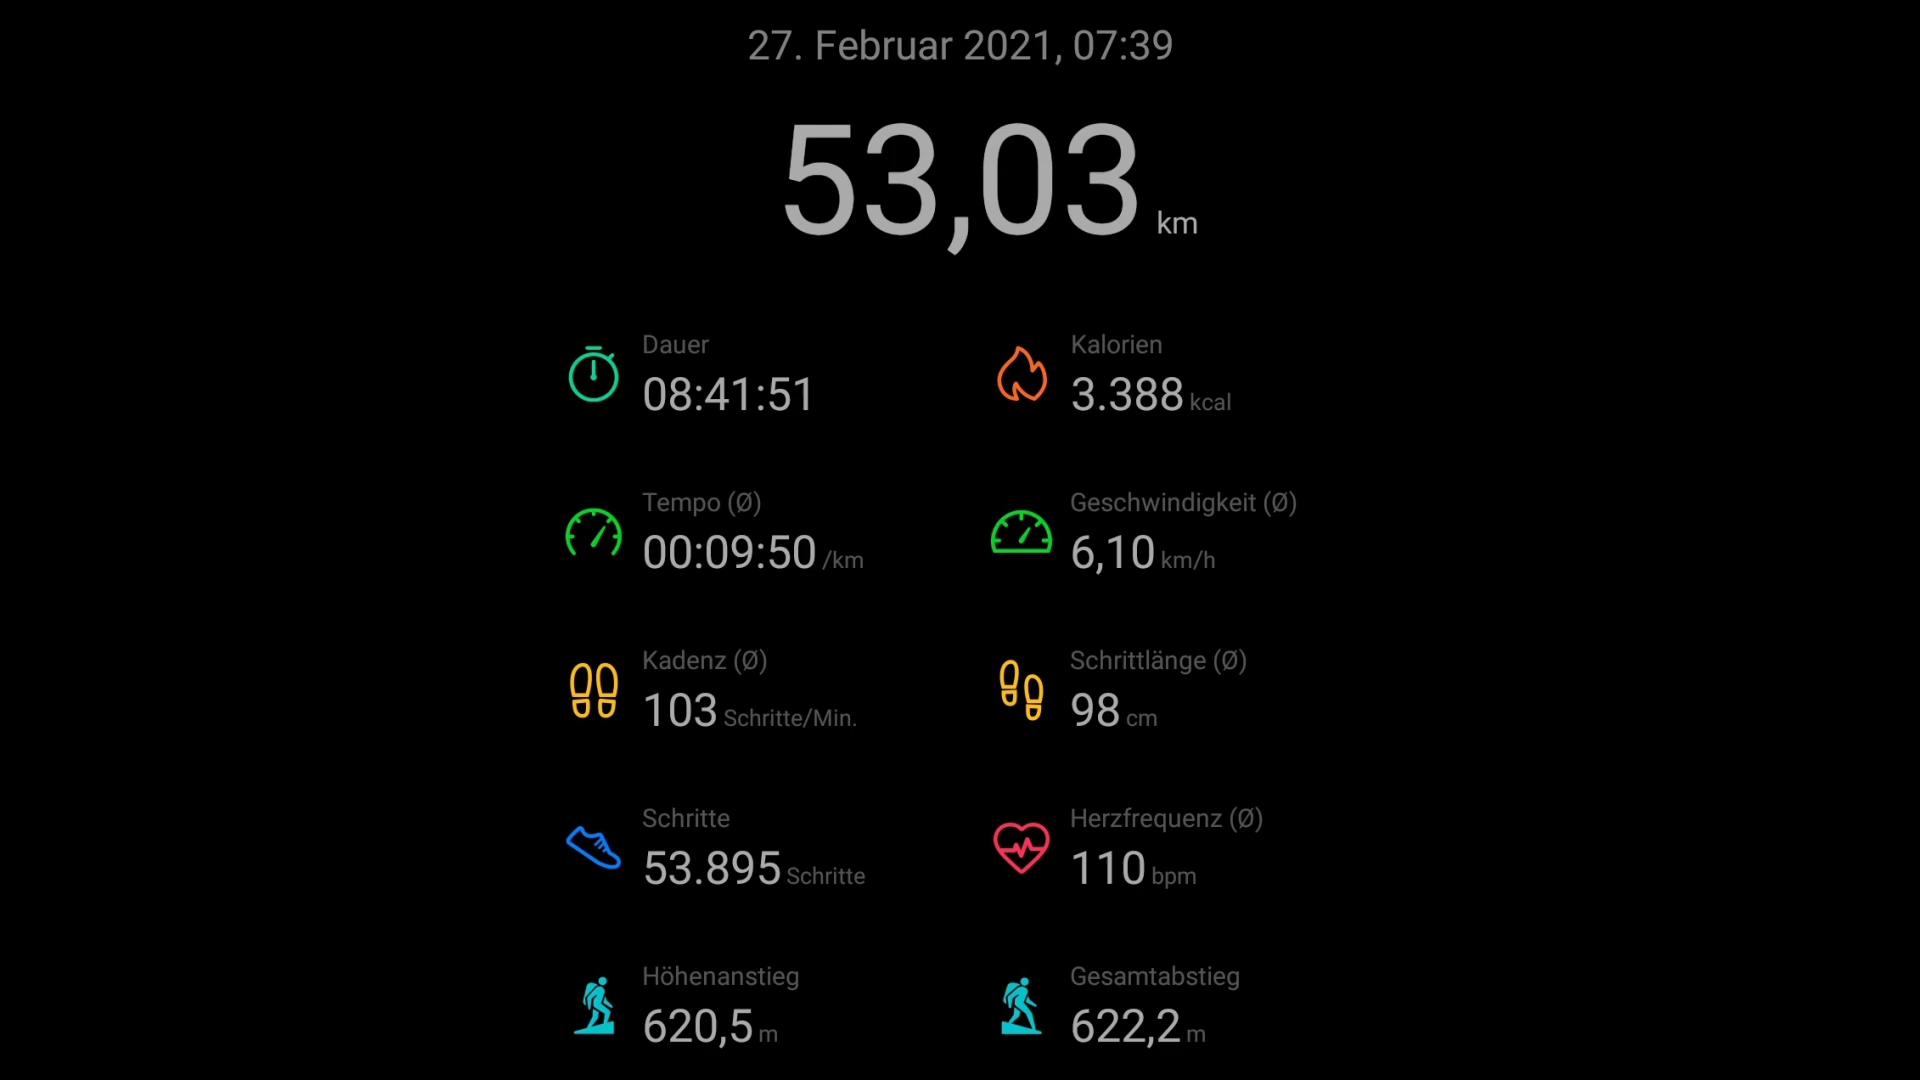 27. Februar 2021, 07:39
53,03 km
Dauer
08:41:51
Kalorien
3.388 kcal
Tempo (Ø)
00:09:50 /km
Geschwindigkeit (Ø)
6,10 km/h
Kadenz (Ø)
103 Schritte/Min.
Schrittlänge (Ø)
98 cm
Schritte
53.895 Schritte
Herzfrequenz (Ø)
110 bpm
Höhenanstieg
620,5 m
Gesamtabstieg
622,2 m